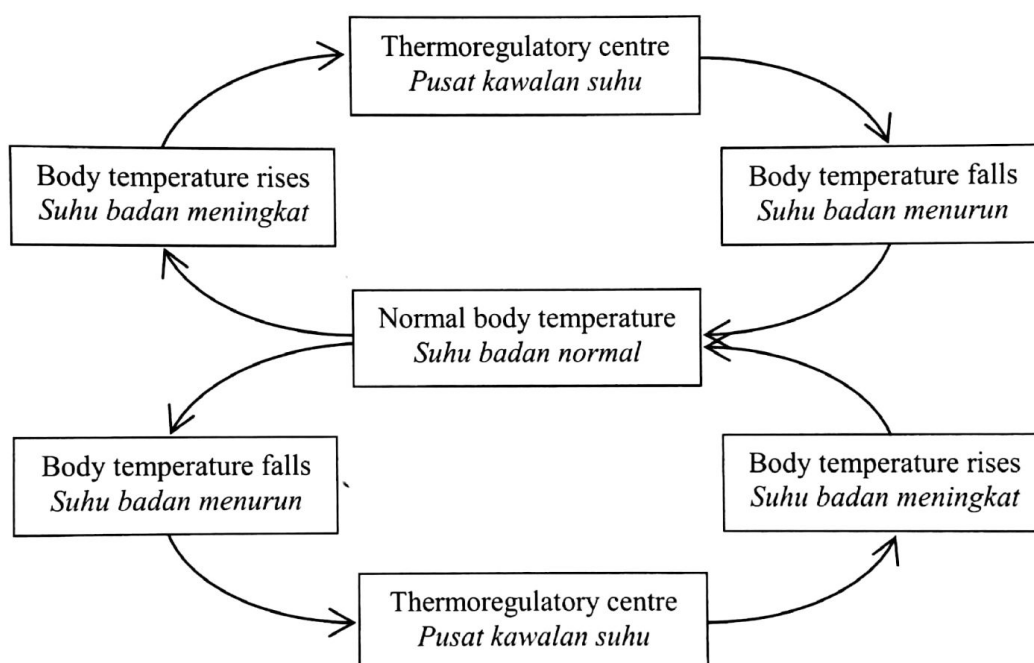 Thermoregulatory centre
Pusat kawalan suhu
Body temperature rises
Suhu badan meningkat
Body temperature falls
Suhu badan menurun
Normal body temperature
Suhu badan normal
Body temperature falls
Suhu badan menurun
Body temperature rises
Suhu badan meningkat
Thermoregulatory centre
Pusat kawalan suhu